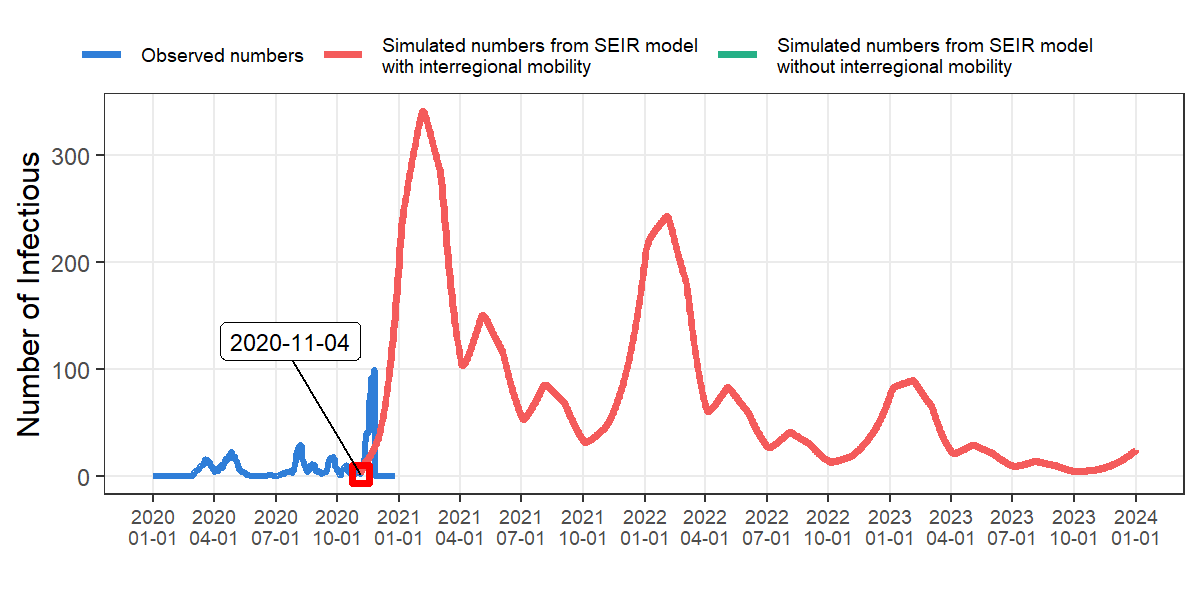 Observed numbers
Simulated numbers from SEIR model
with interregional mobility
Simulated numbers from SEIR model
without interregional mobility
Number of Infectious
300
200
100
0
2020-11-04
2020 2020 2020 2020 2021 2021 2021 2021 2022 2022 2022 2022 2023 2023 2023 2023 2024
01-01 04-01 07-01 10-01 01-01 04-01 07-01 10-01 01-01 04-01 07-01 10-01 01-01 04-01 07-01 10-01 01-01